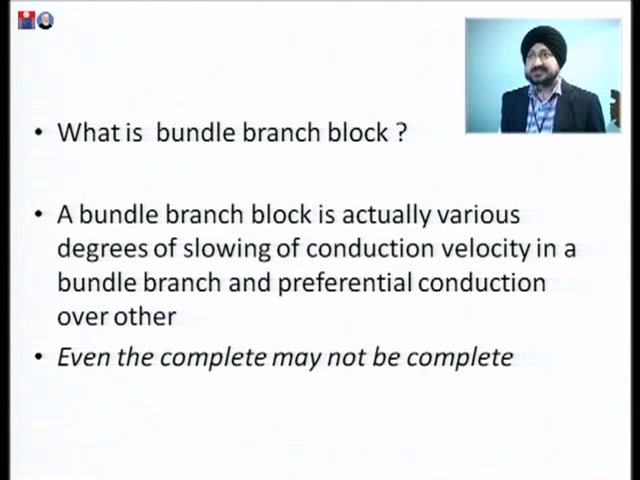 • What is bundle branch block ?
• A bundle branch block is actually various
degrees of slowing of conduction velocity in a
bundle branch and preferential conduction
over other
• Even the complete may not be complete